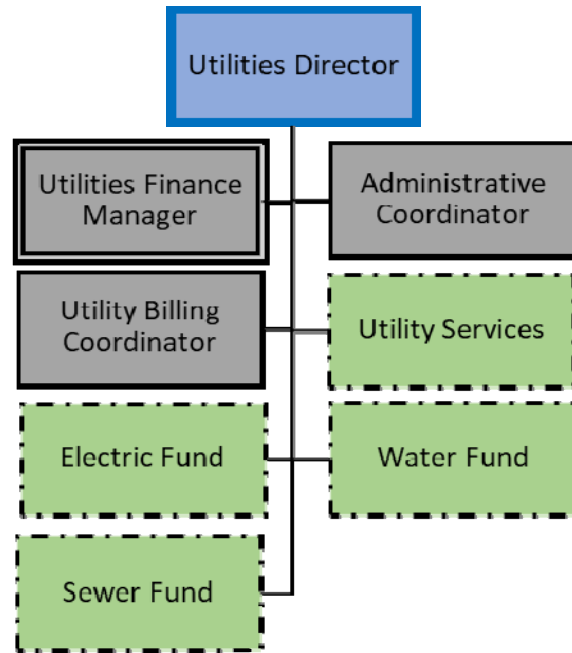 Utilities Director
Utilities Finance
Manager
Administrative
Coordinator
Utility Billing
Coordinator
Utility Services
Electric Fund
Water Fund
Sewer Fund